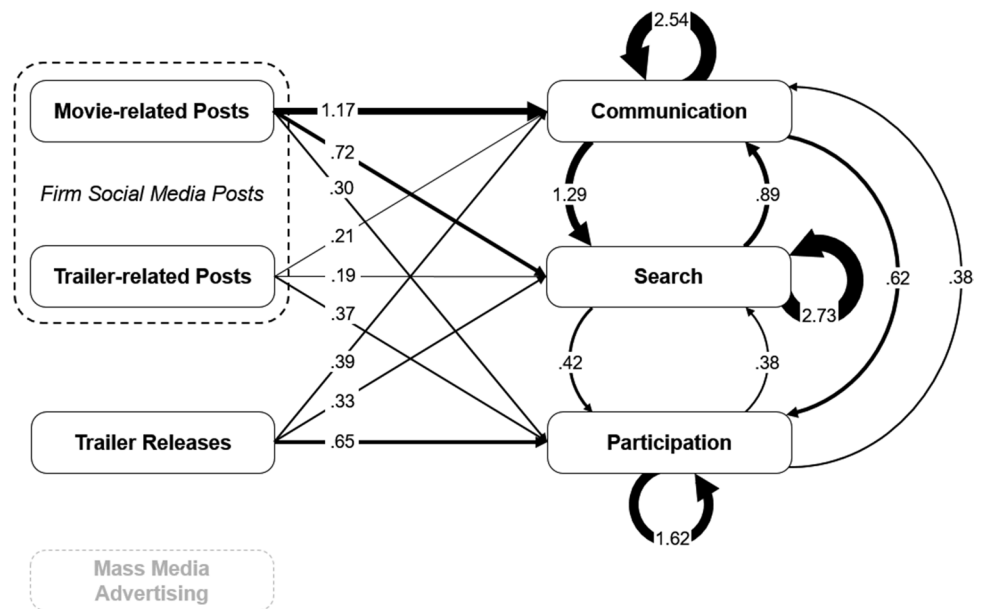 2.54
Movie-related Posts
1.17
Communication
.72
.30
Firm Social Media Posts
1.29
.89
.21
Trailer-related Posts
.19
Search
.62
.38
.37
2.73
.39
.42
.38
.33
Trailer Releases
.65
Participation
1.62
Mass Media
Advertising